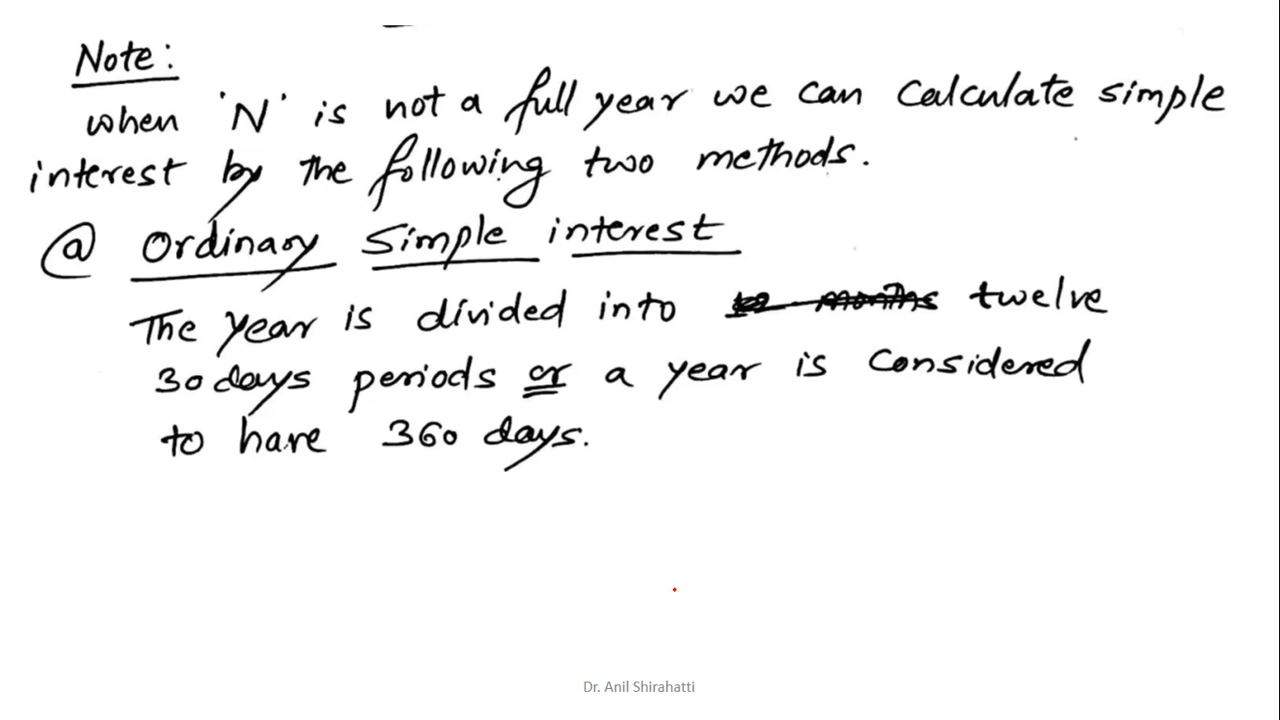 Note:
when 'N' is not a full year we can calculate simple
interest by the following two methods.
@ Ordinary simple interest
The year is divided into 12 months twelve
30 days periods or a year is considered
to have 360 days.
Dr. Anil Shirahatti